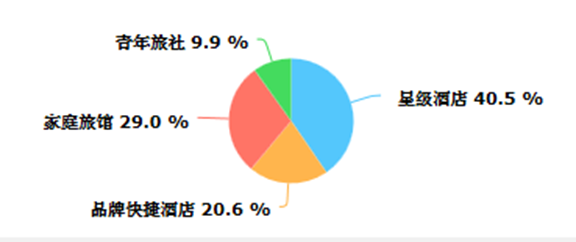 青年旅社 9.9 %
星级酒店 40.5 %
家庭旅馆 29.0 %
品牌快捷酒店 20.6 %